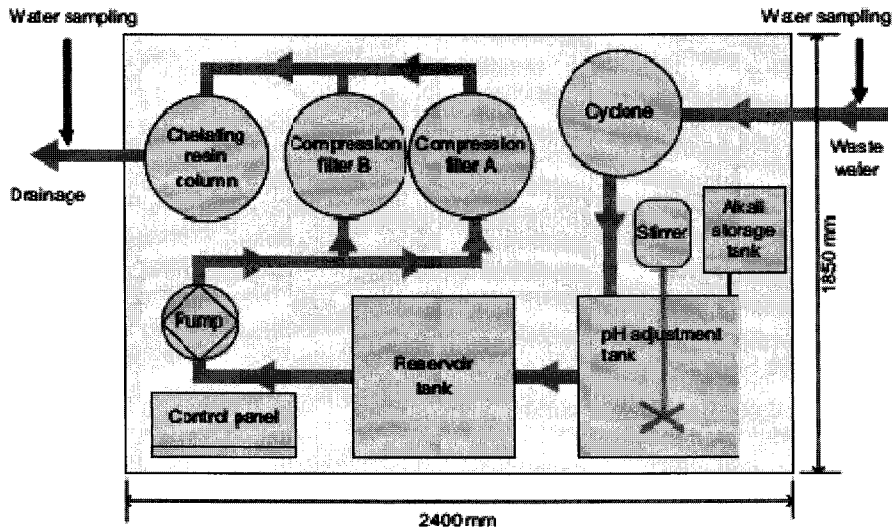 Water sampling
Water sampling
Cyclone
Chelating
resin
column
Compression
filter B
Compression
filter A
Waste
water
Drainage
Stirrer
Alkali
storage
tank
1850 mm
Pump
pH adjustment
tank
Reservoir
tank
Control panel
2400 mm